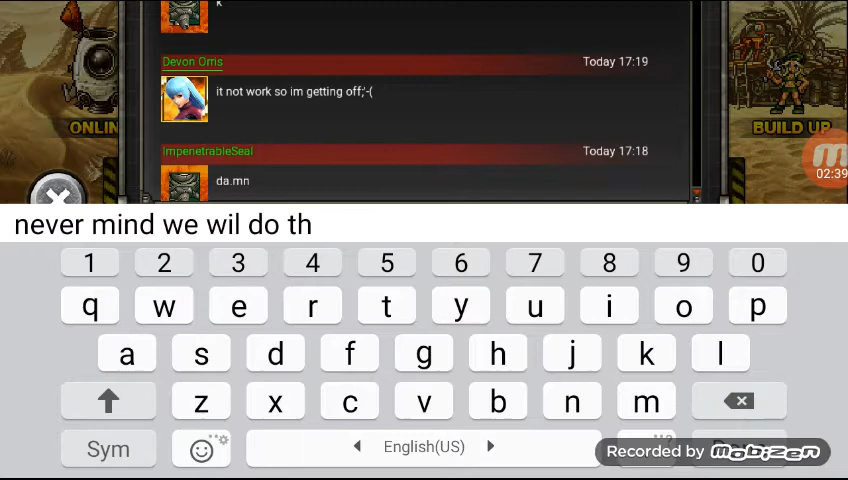 k
Devon Oms Today 17:19
it not work so im getting off;'-(
ONLIN
BUILD UP
ImpenetrableSeal Today 17:18
da.mn
02:39
never mind we wil do th
1 2 3 4 5 6 7 8 9 0
q w e r t y u i o p
a s d f g h j k l
z x c v b n m
Sym English(US)
Recorded by mobizen